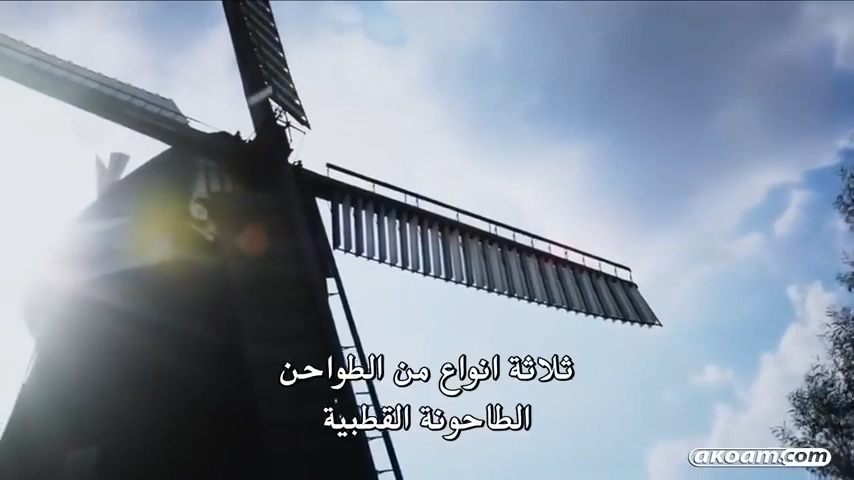 ثلاثة انواع من الطواحن
الطاحونة القطبية
akoam.com